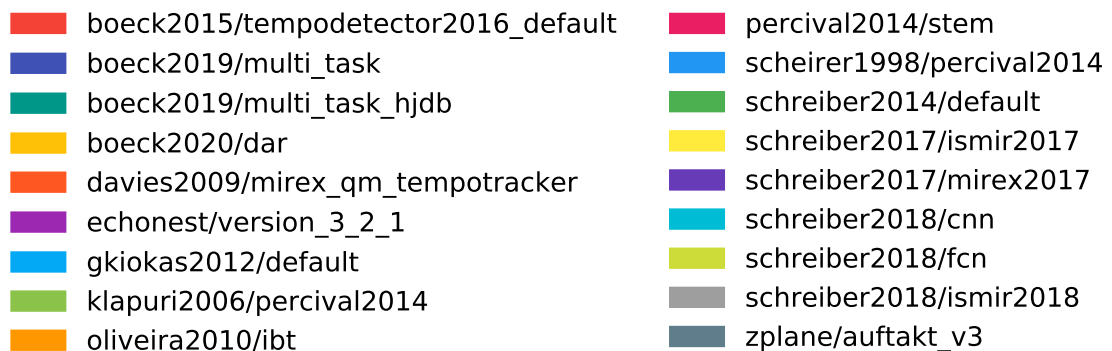 boeck2015/tempodetector2016_default
boeck2019/multi_task
boeck2019/multi_task_hjdb
boeck2020/dar
davies2009/mirex_qm_tempotracker
echonest/version_3_2_1
gkiokas2012/default
klapuri2006/percival2014
oliveira2010/ibt
percival2014/stem
scheirer1998/percival2014
schreiber2014/default
schreiber2017/ismir2017
schreiber2017/mirex2017
schreiber2018/cnn
schreiber2018/fcn
schreiber2018/ismir2018
zplane/auftakt_v3